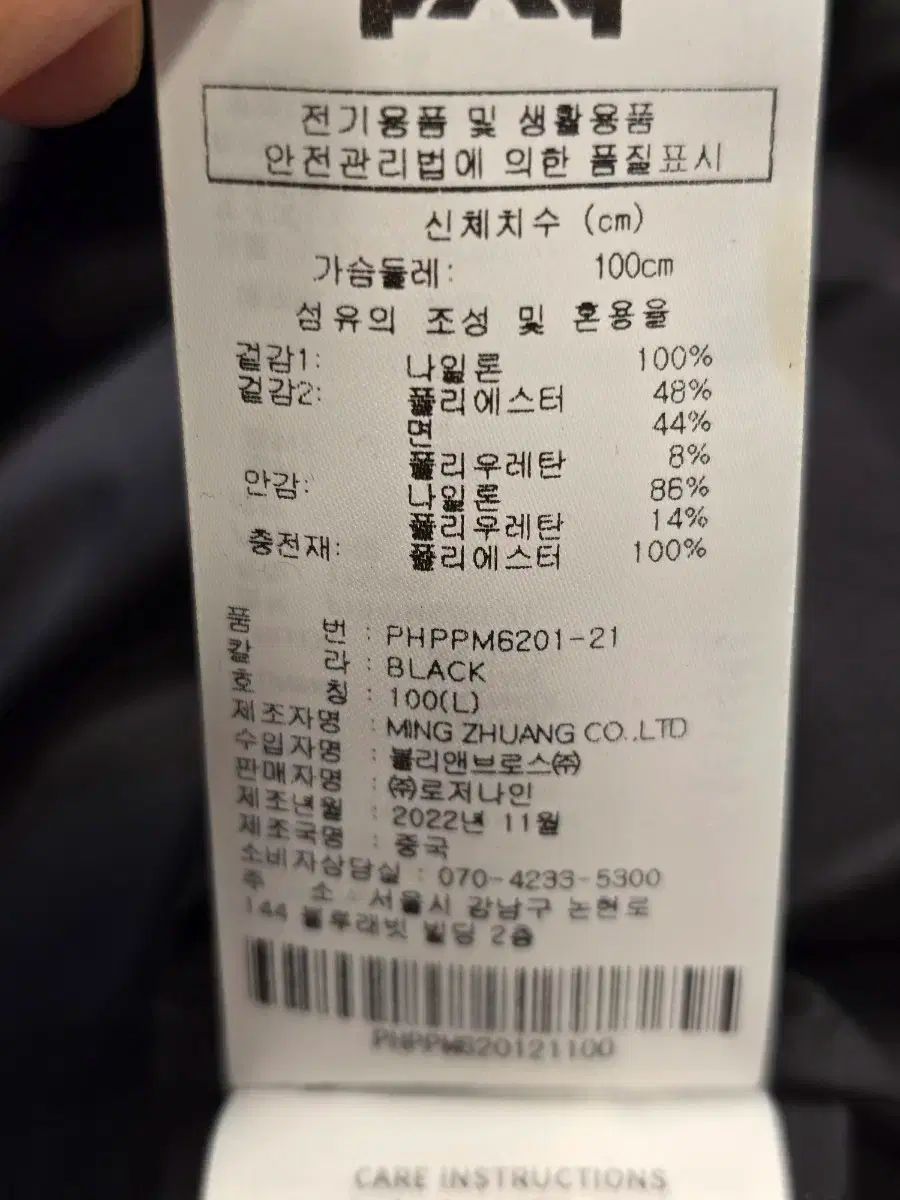 전기용품 및 생활용품
안전관리법에 의한 품질표시
신체치수 (cm)
가슴둘레: 100cm
섬유의 조성 및 혼용율
겉감1: 나일론 100%
겉감2: 폴리에스터 48%
면 44%
폴리우레탄 8%
안감: 나일론 86%
폴리우레탄 14%
충전재: 폴리에스터 100%
품 번 : PHPPM6201-21
칼 라 : BLACK
호 칭 : 100(L)
제조자명 : MING ZHUANG CO.,LTD
수입자명 : 볼리앤브로스㈜
판매자명 : ㈜로저나인
제조년월 : 2022년 11월
제조국명 : 중국
소비자상담실 : 070-4233-5300
주 소 : 서울시 강남구 논현로
144 블루래빗 빌딩 2층
PHPPM620121100
CARE INSTRUCTIONS